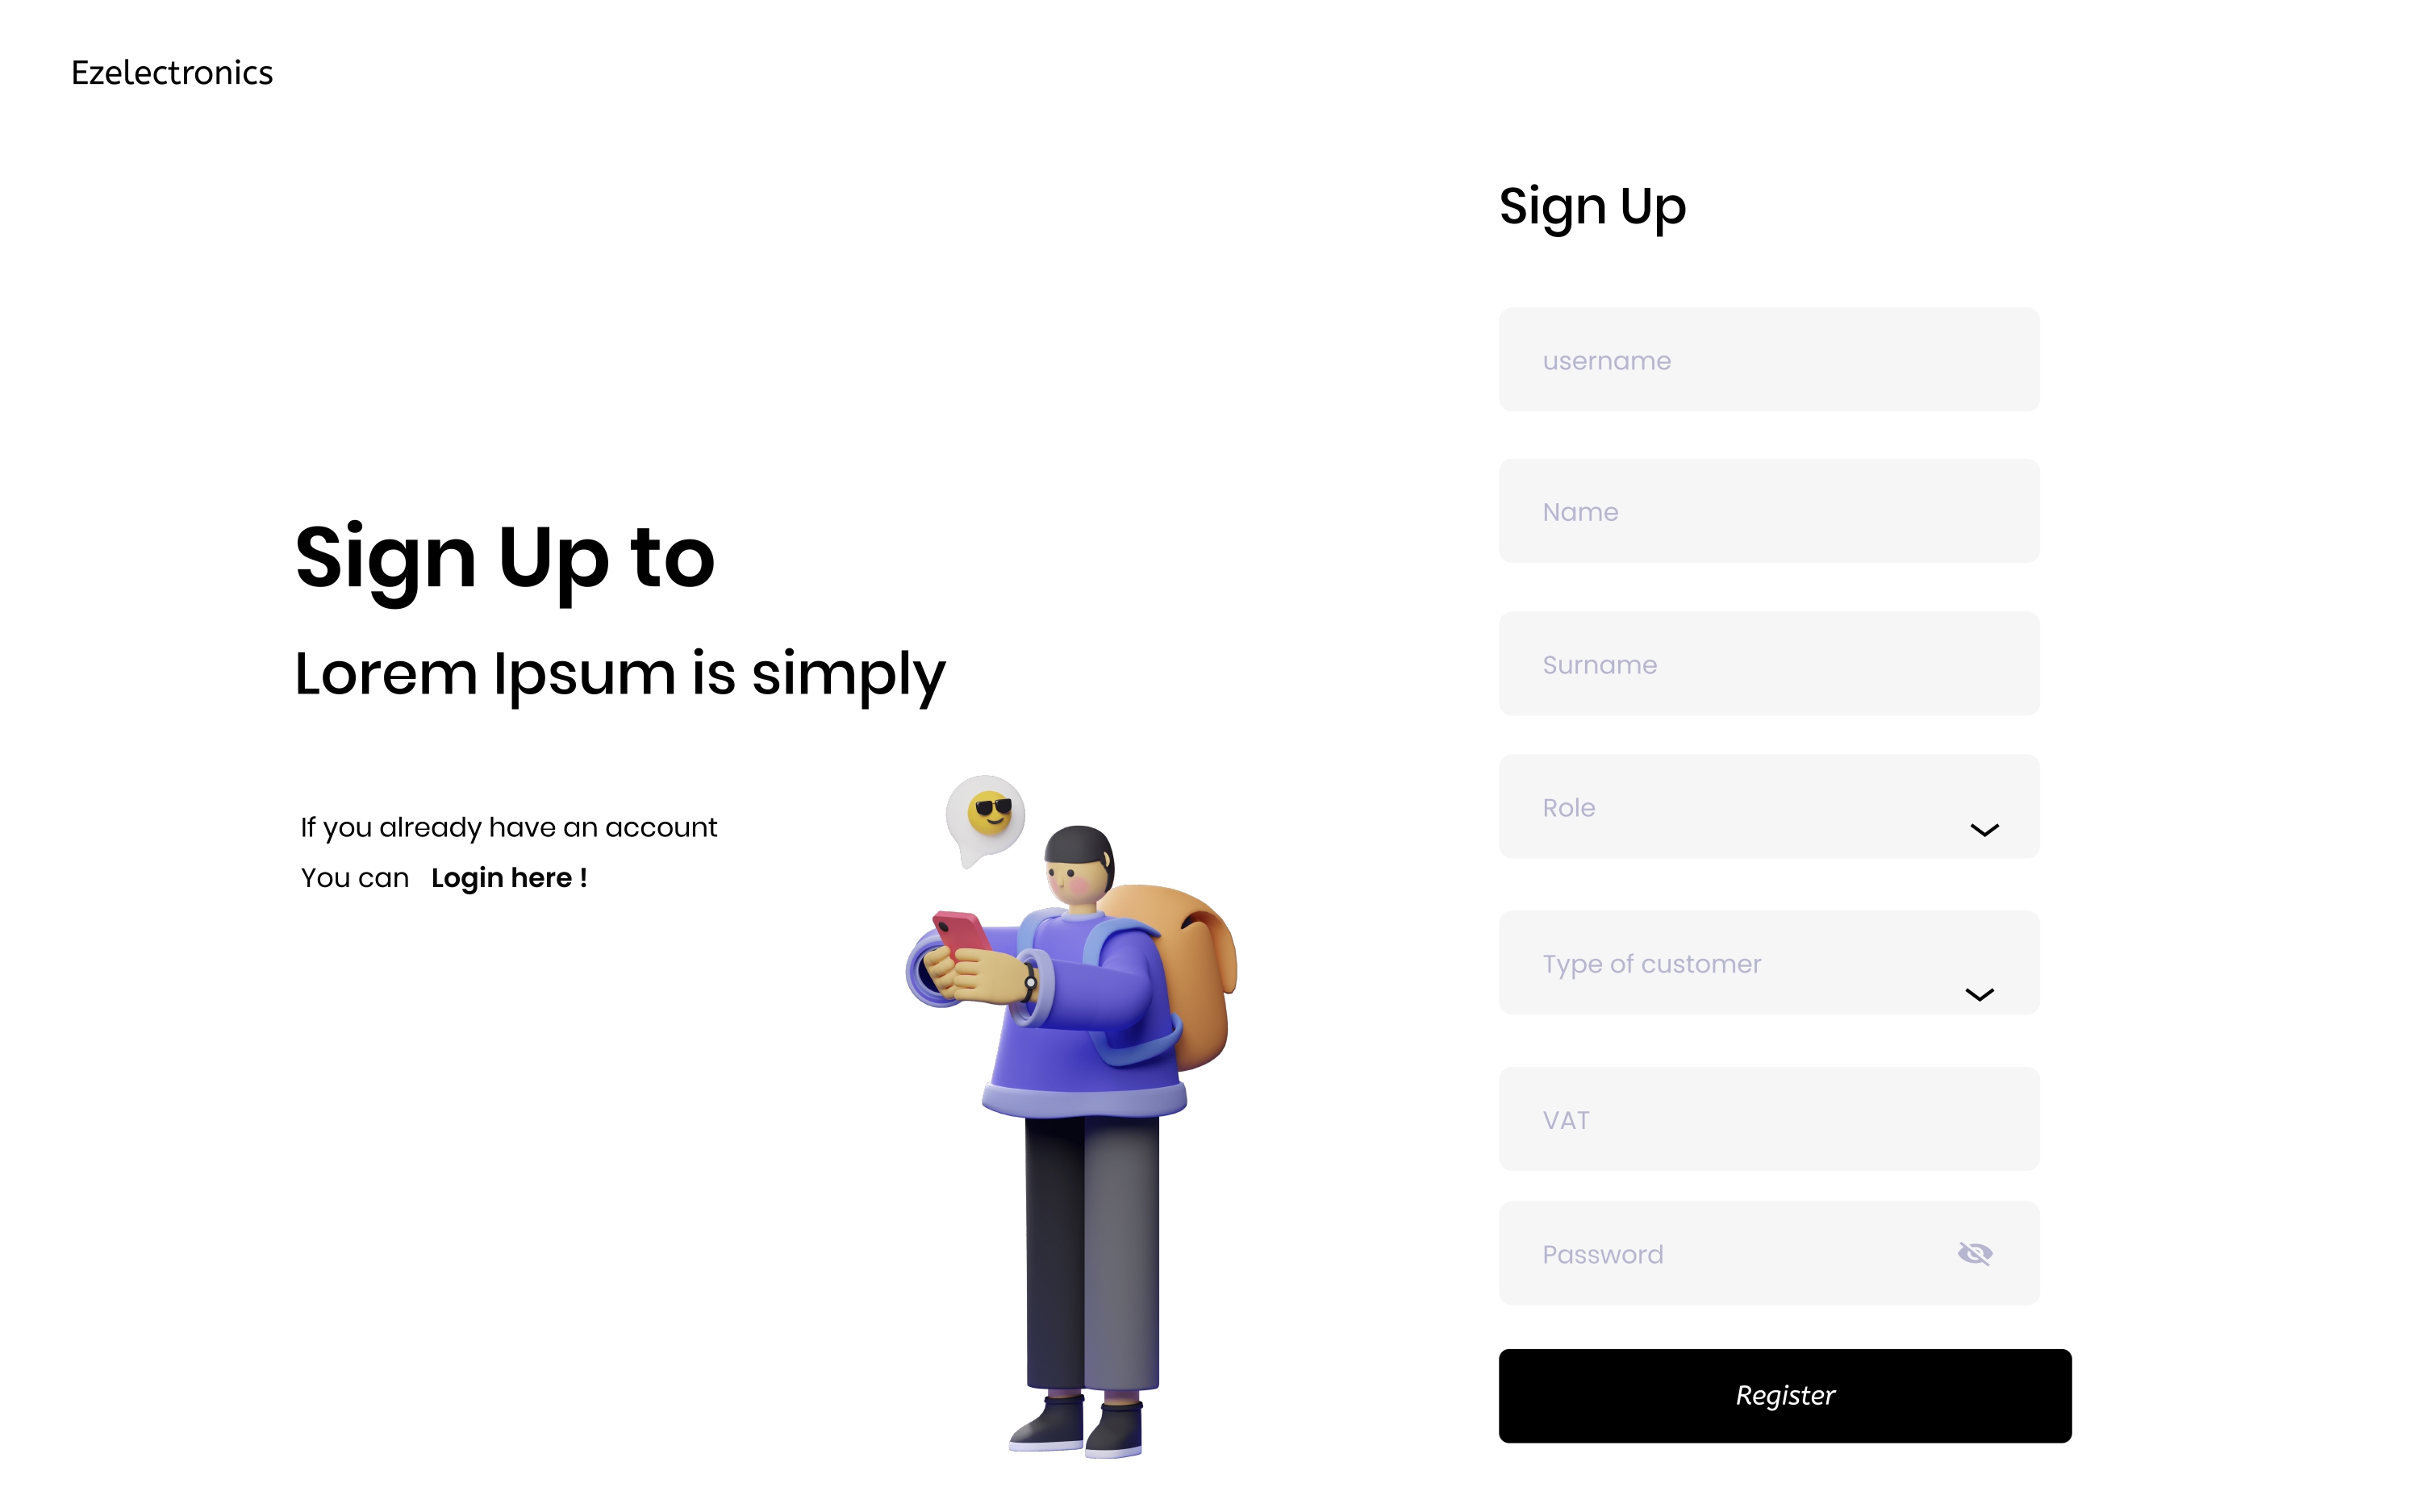 Ezelectronics
Sign Up to
Lorem Ipsum is simply
If you already have an account
You can Login here !
Sign Up
username
Name
Surname
Role
Type of customer
VAT
Password
Register